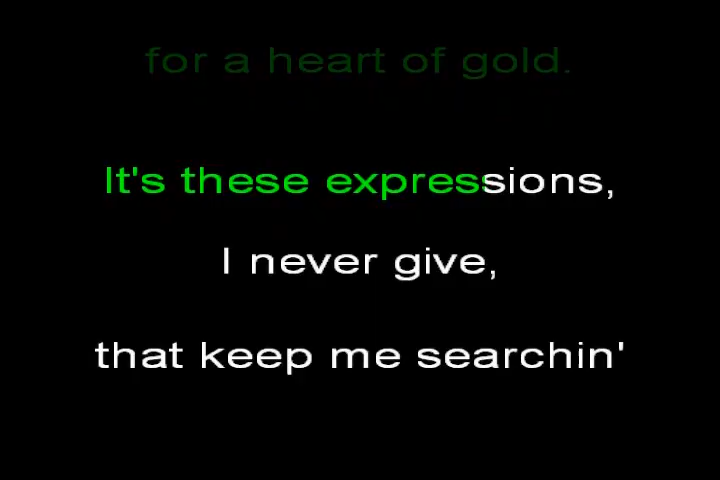 for a heart of gold.
It's these expressions,
I never give,
that keep me searchin'